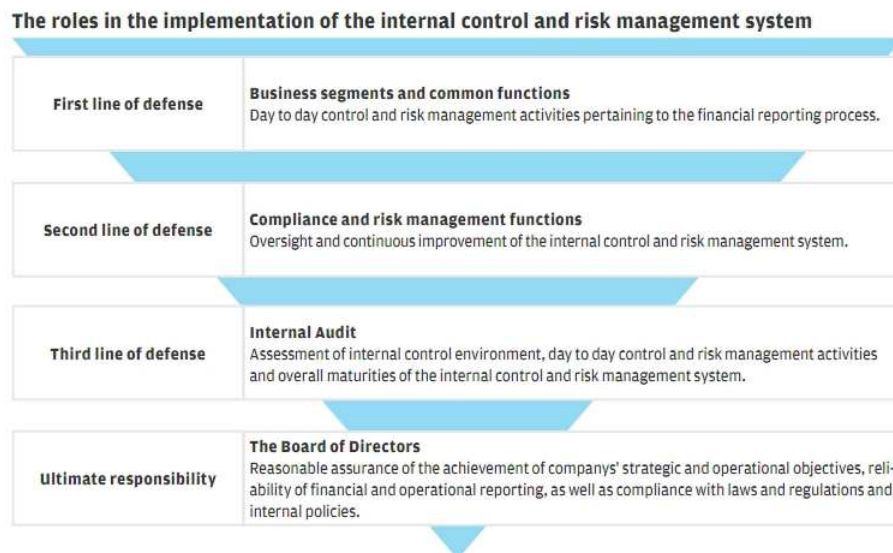 The roles in the implementation of the internal control and risk management system
First line of defense
Business segments and common functions
Day to day control and risk management activities pertaining to the financial reporting process.
Second line of defense
Compliance and risk management functions
Oversight and continuous improvement of the internal control and risk management system.
Third line of defense
Internal Audit
Assessment of internal control environment, day to day control and risk management activities
and overall maturities of the internal control and risk management system.
Ultimate responsibility
The Board of Directors
Reasonable assurance of the achievement of companys' strategic and operational objectives, reli-
ability of financial and operational reporting, as well as compliance with laws and regulations and
internal policies.